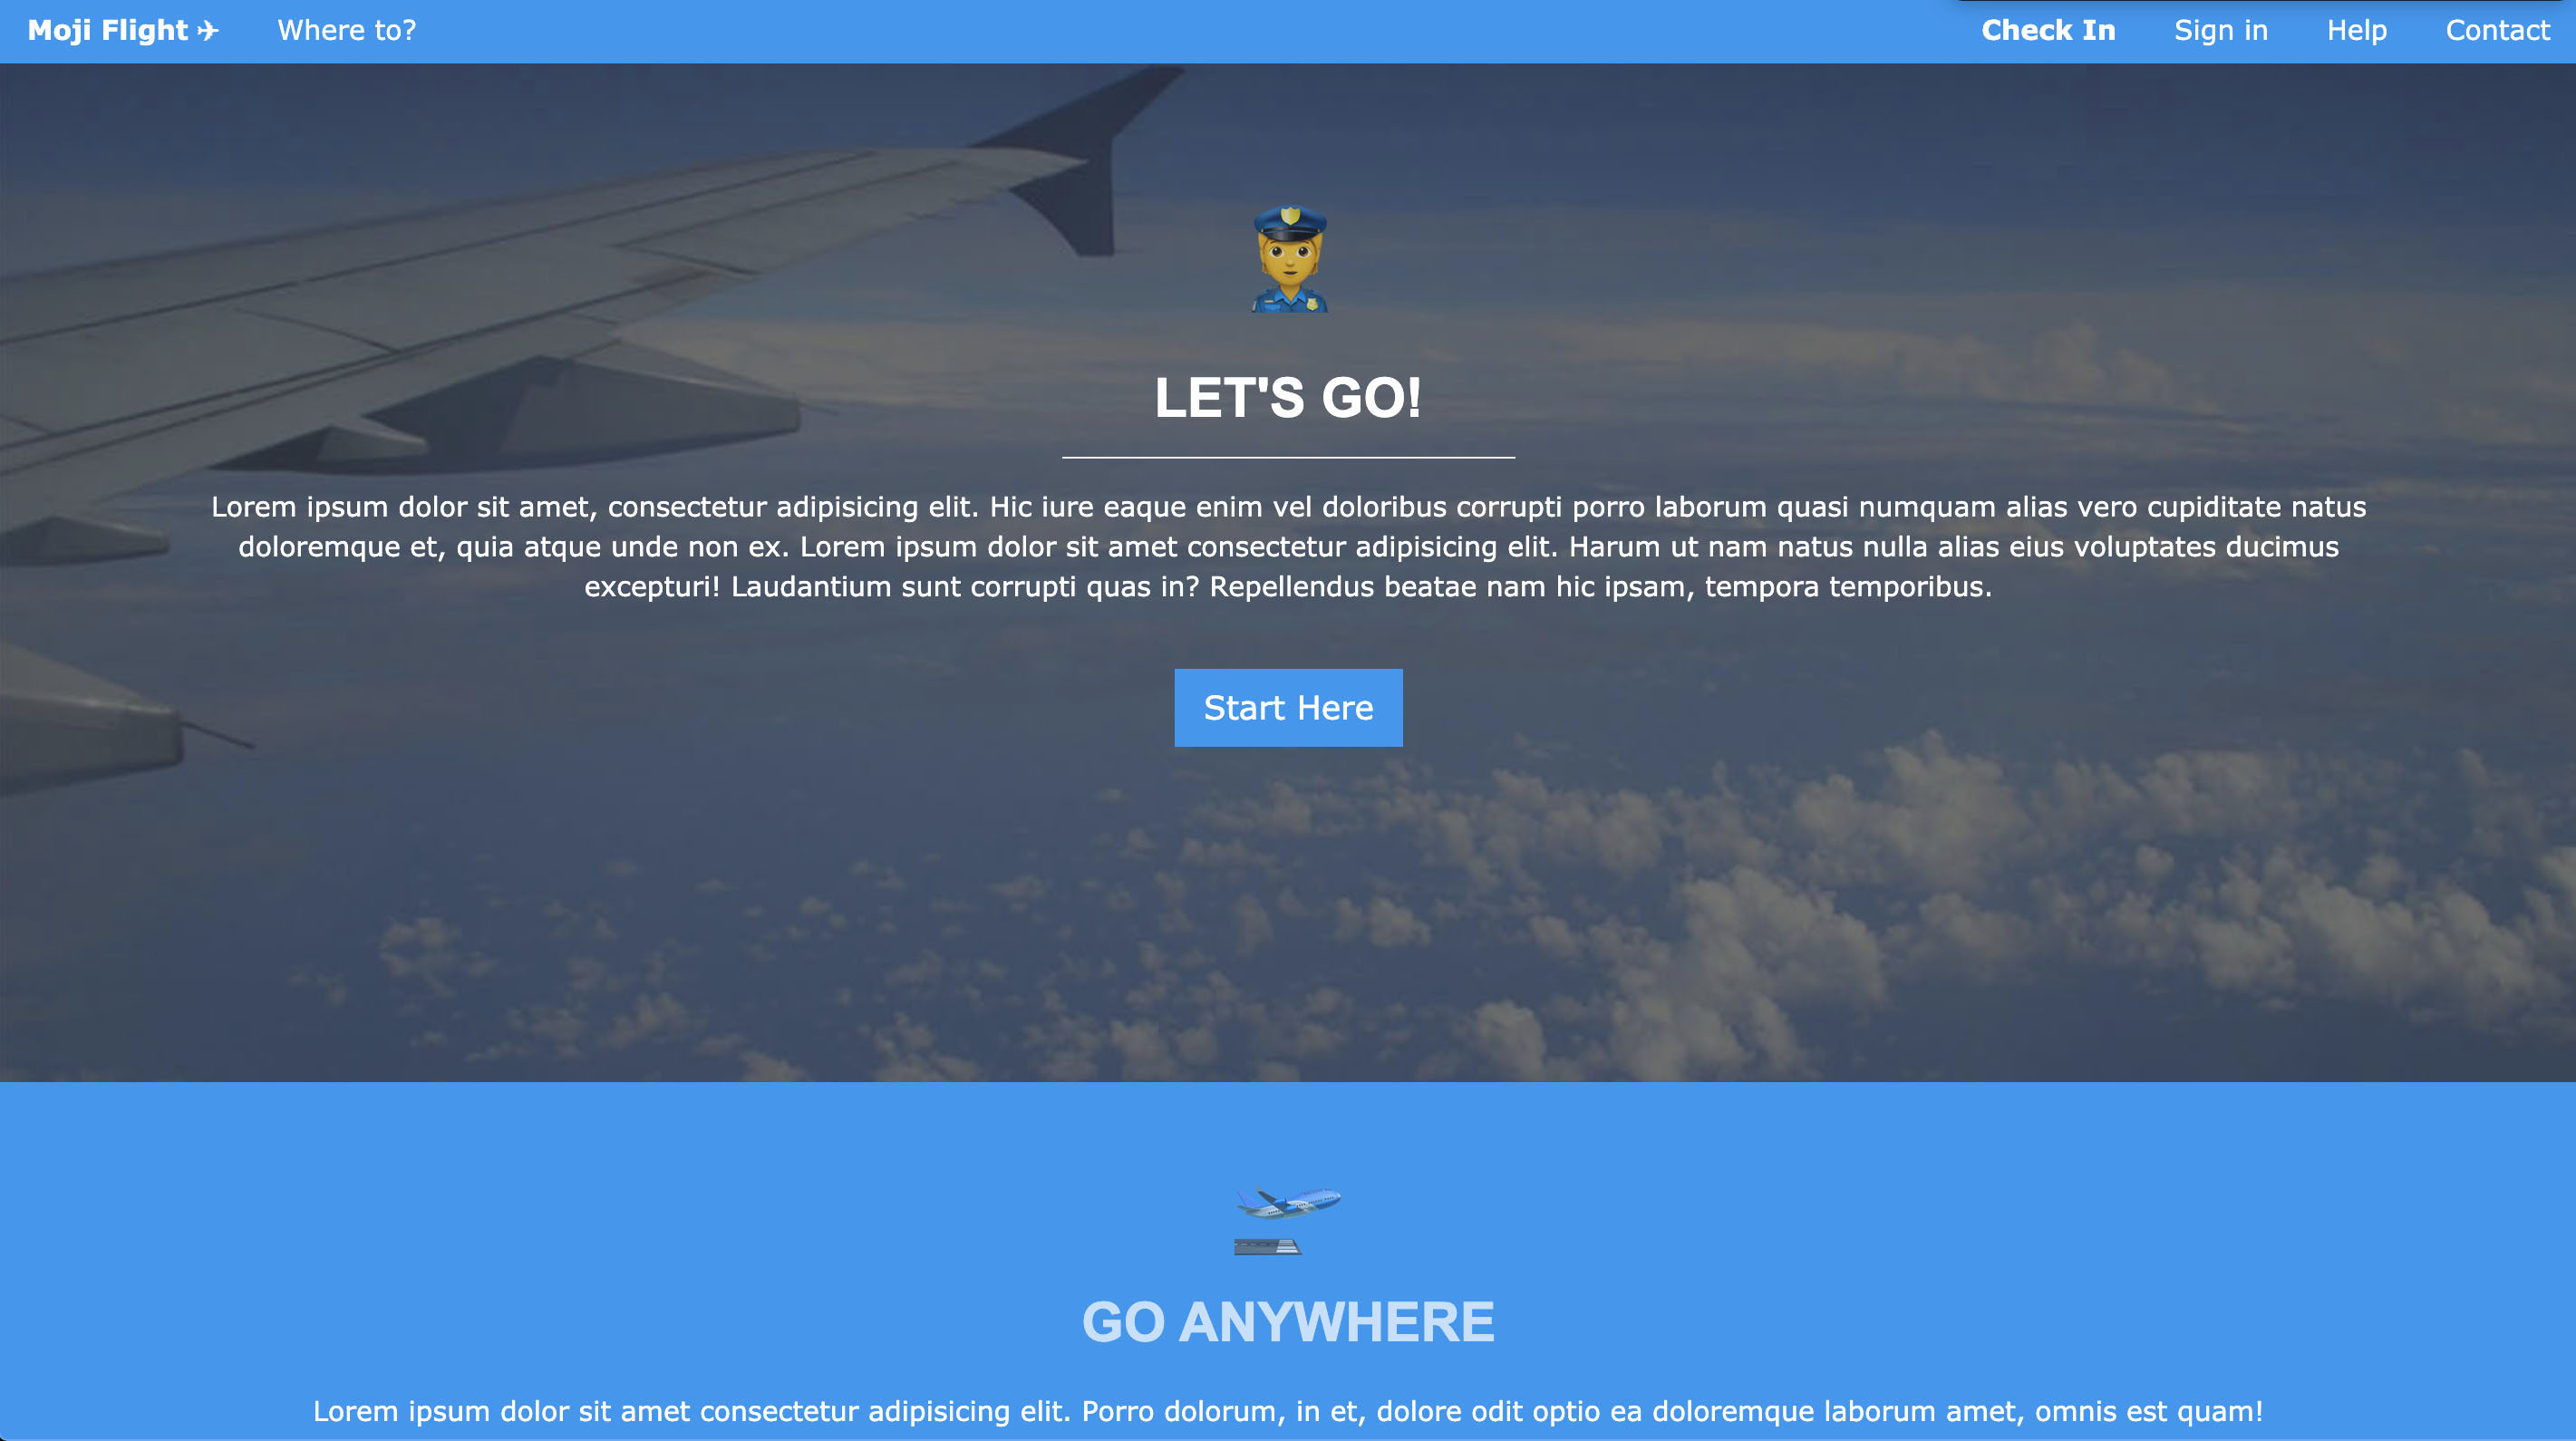 Moji Flight ✈ Where to? Check In Sign in Help Contact
LET'S GO!
Lorem ipsum dolor sit amet, consectetur adipisicing elit. Hic iure eaque enim vel doloribus corrupti porro laborum quasi numquam alias vero cupiditate natus
doloremque et, quia atque unde non ex. Lorem ipsum dolor sit amet consectetur adipisicing elit. Harum ut nam natus nulla alias eius voluptates ducimus
excepturi! Laudantium sunt corrupti quas in? Repellendus beatae nam hic ipsam, tempora temporibus.
Start Here
GO ANYWHERE
Lorem ipsum dolor sit amet consectetur adipisicing elit. Porro dolorum, in et, dolore odit optio ea doloremque laborum amet, omnis est quam!